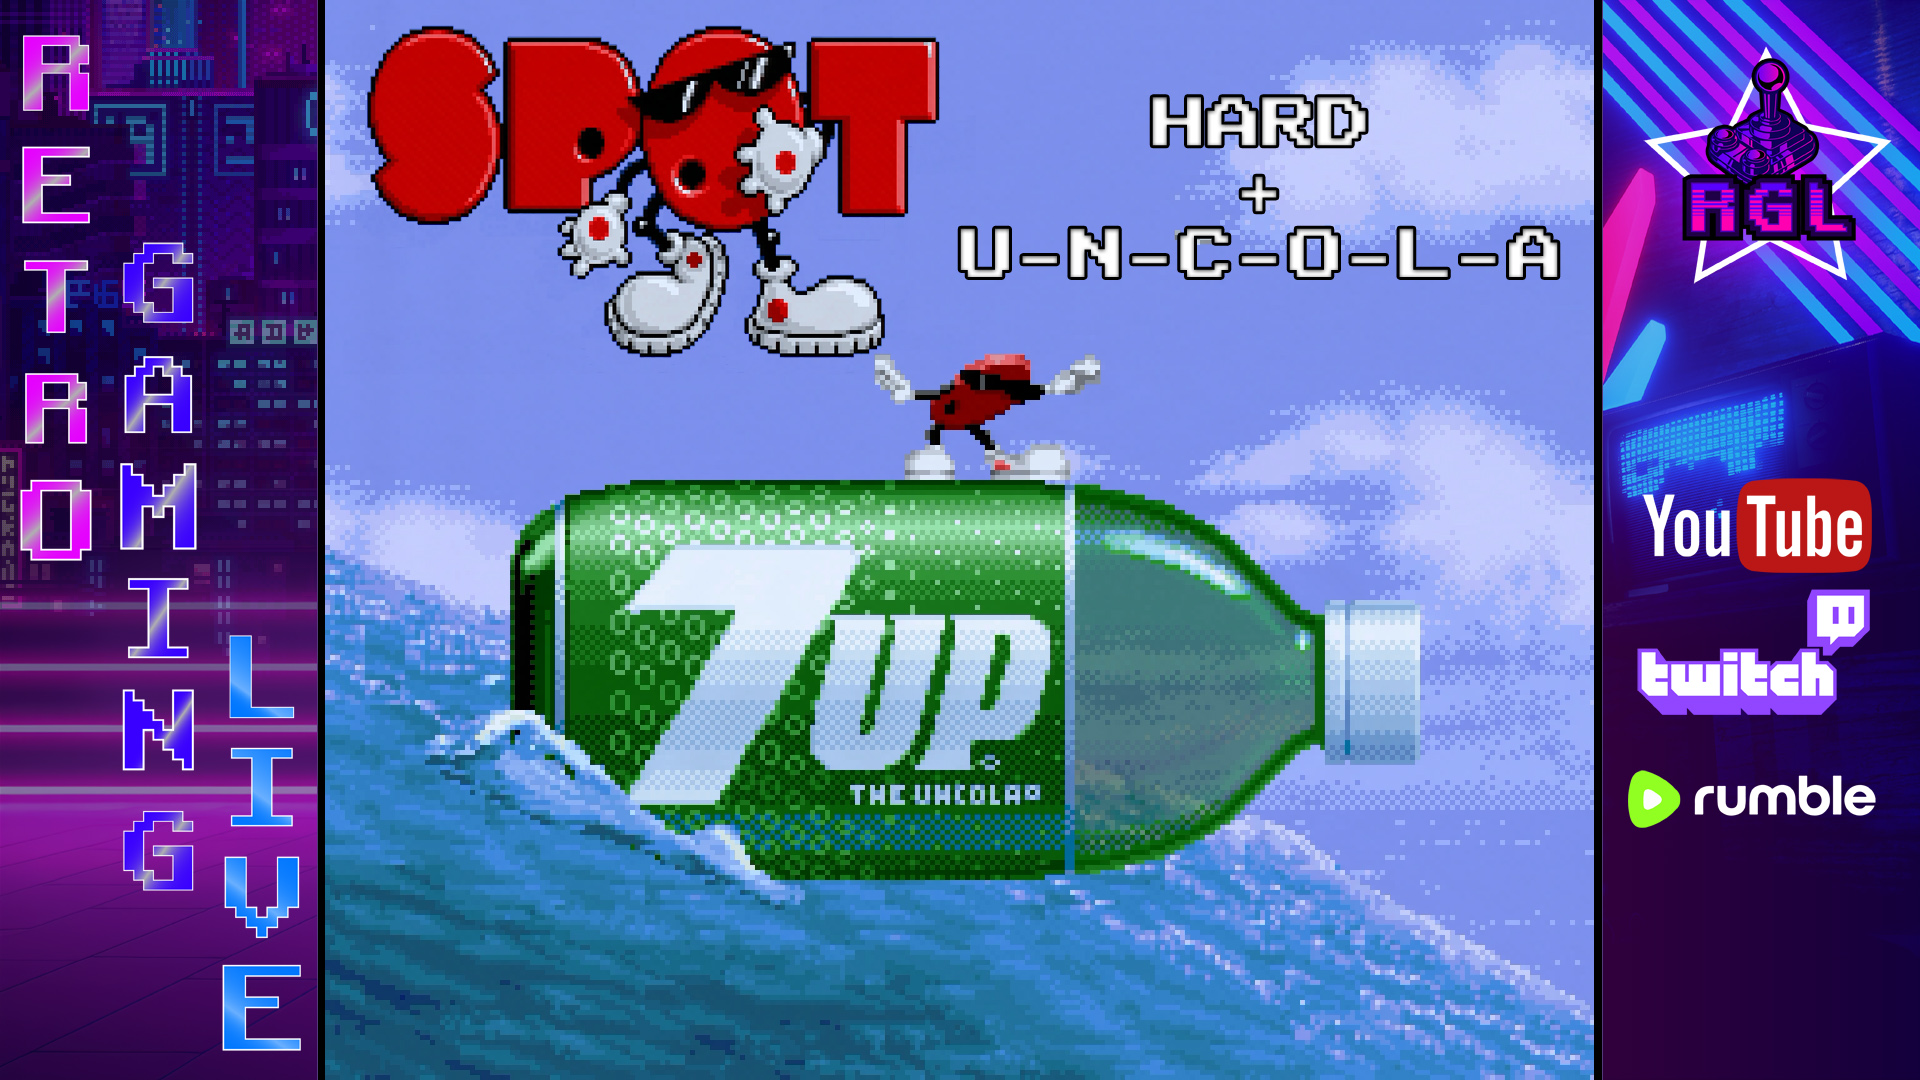 RETRO
GAMING
LIVE
SPOT
HARD
+
U-N-C-O-L-A
7UP
THE UNCOLA
RGL
YouTube
twitch
rumble